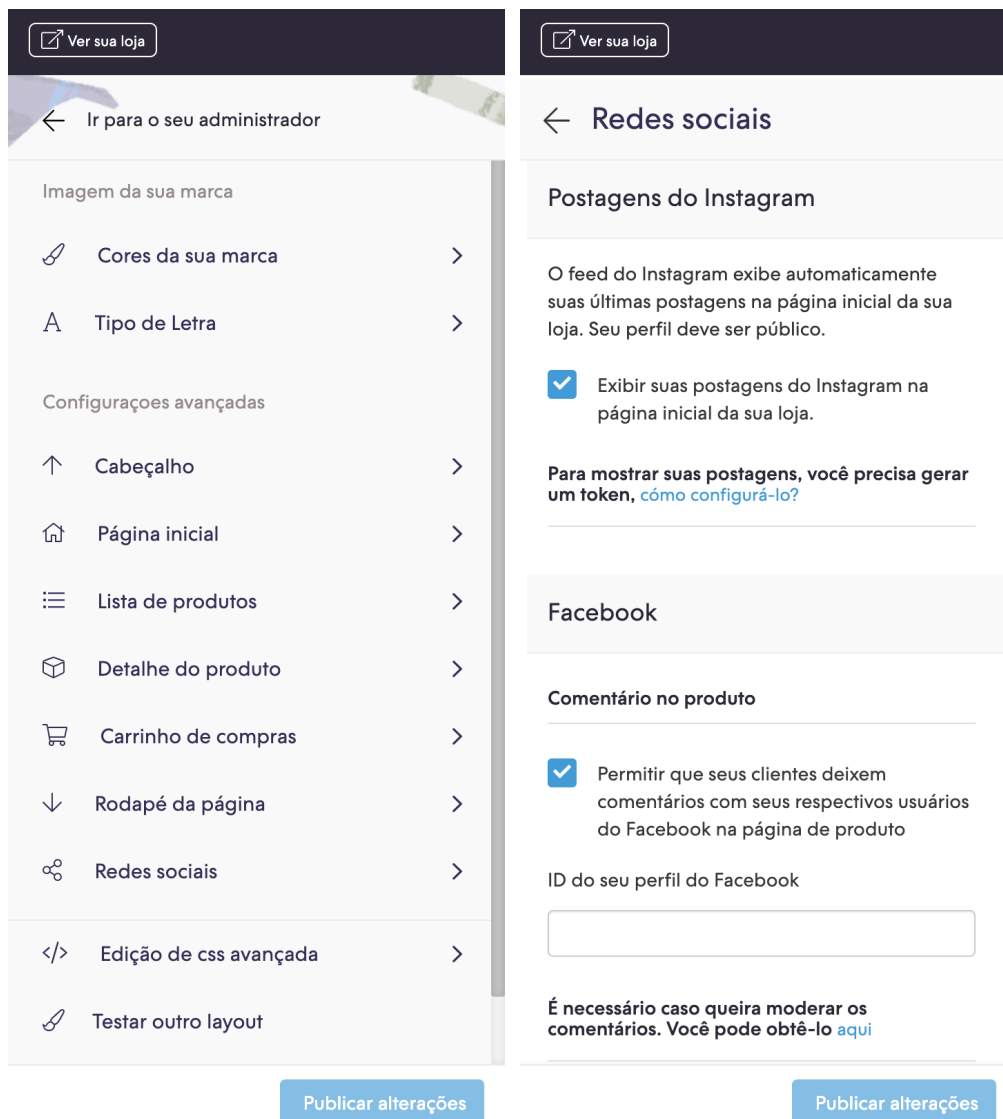 Ver sua loja
Ir para o seu administrador
Imagem da sua marca
Cores da sua marca
Tipo de Letra
Configuraçoes avançadas
Cabeçalho
Página inicial
Lista de produtos
Detalhe do produto
Carrinho de compras
Rodapé da página
Redes sociais
Edição de css avançada
Testar outro layout
Publicar alterações
Ver sua loja
Redes sociais
Postagens do Instagram
O feed do Instagram exibe automaticamente
suas últimas postagens na página inicial da sua
loja. Seu perfil deve ser público.
Exibir suas postagens do Instagram na
página inicial da sua loja.
Para mostrar suas postagens, você precisa gerar
um token, cómo configurá-lo?
Facebook
Comentário no produto
Permitir que seus clientes deixem
comentários com seus respectivos usuários
do Facebook na página de produto
ID do seu perfil do Facebook
É necessário caso queira moderar os
comentários. Você pode obtê-lo aqui
Publicar alterações